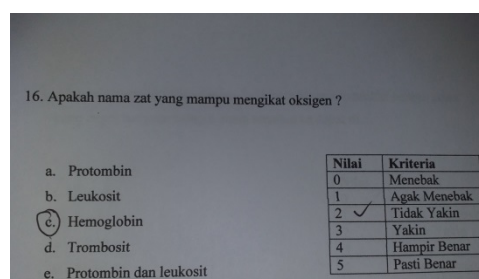 16. Apakah nama zat yang mampu mengikat oksigen ?
a. Protombin
b. Leukosit
c. Hemoglobin
d. Trombosit
e. Protombin dan leukosit
Nilai Kriteria
0 Menebak
1 Agak Menebak
2 ✓ Tidak Yakin
3 Yakin
4 Hampir Benar
5 Pasti Benar